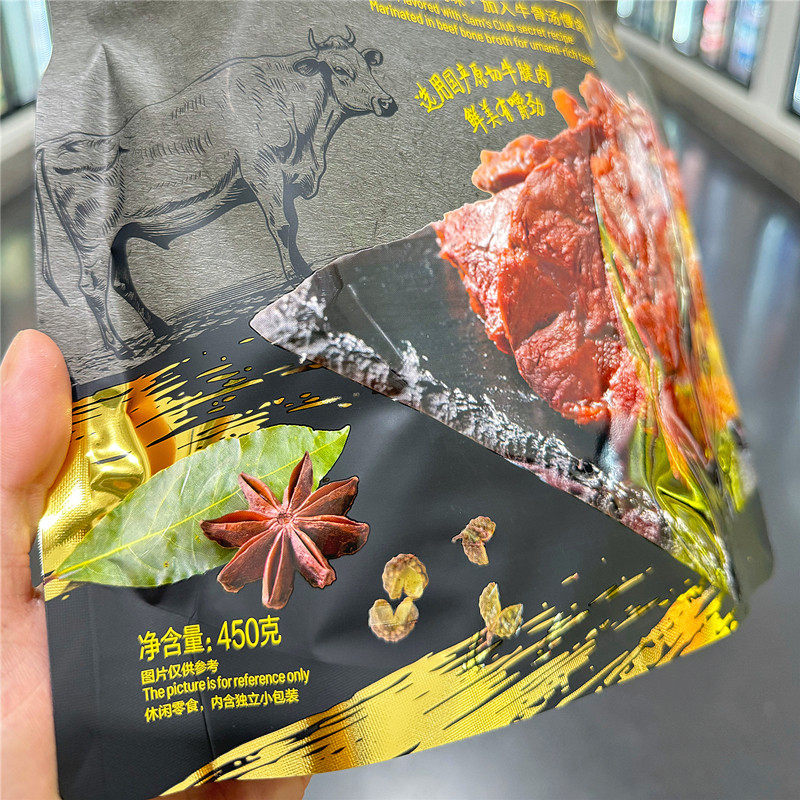 加入牛骨汤慢卤
Flavored with Sam's Club secret recipe
Marinated in beef bone broth for umami-rich taste
选用国产原切牛腱肉
鲜美有嚼劲
净含量: 450克
图片仅供参考
The picture is for reference only
休闲零食，内含独立小包装